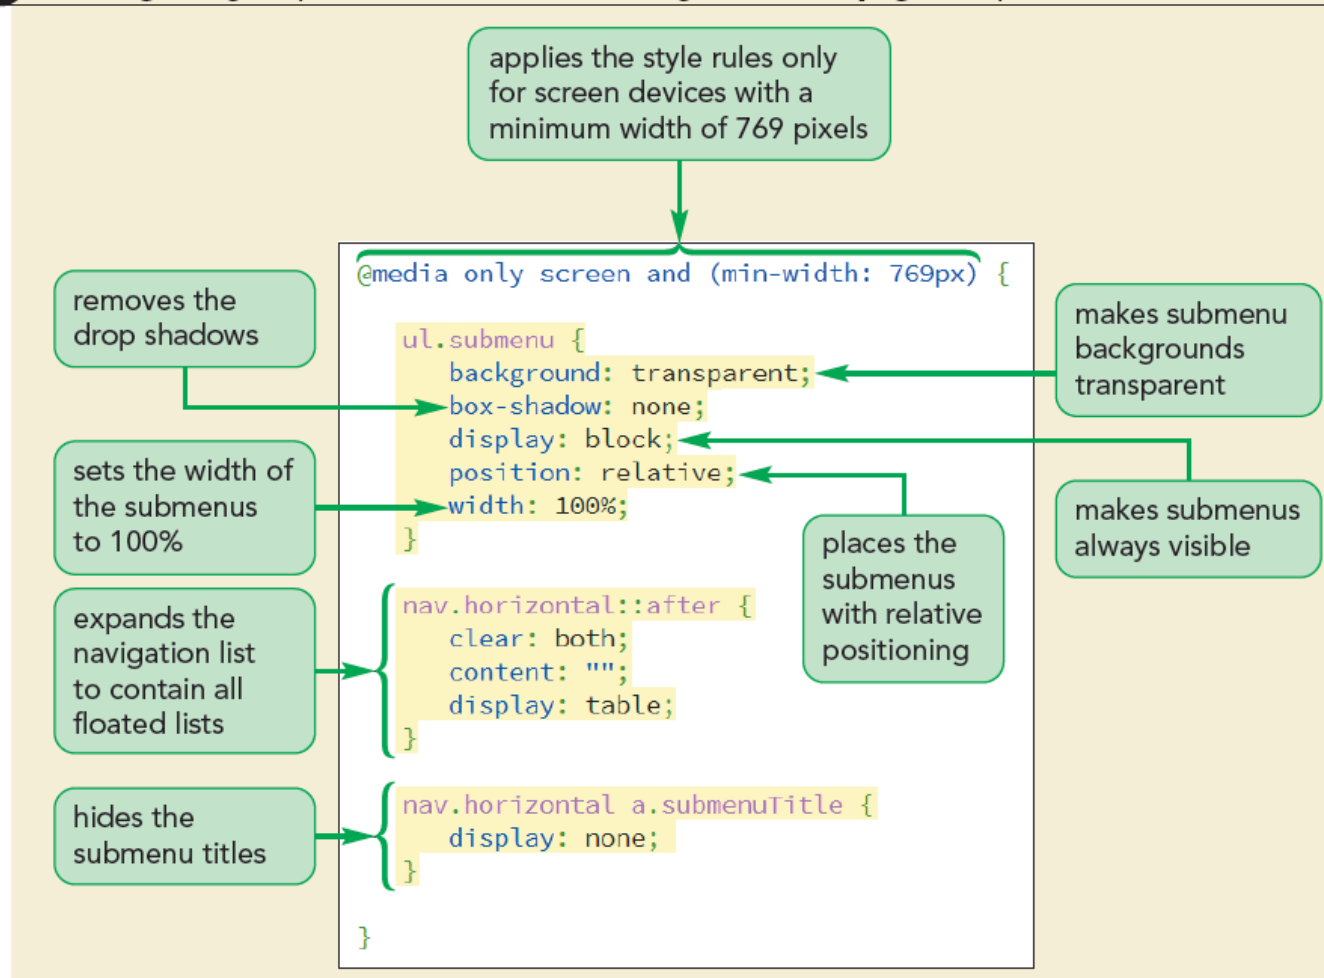 applies the style rules only
for screen devices with a
minimum width of 769 pixels
@media only screen and (min-width: 769px) {
removes the
drop shadows
ul.submenu {
background: transparent;
box-shadow: none;
display: block;
position: relative;
width: 100%;
}
makes submenu
backgrounds
transparent
sets the width of
the submenus
to 100%
makes submenus
always visible
places the
submenus
with relative
positioning
expands the
navigation list
to contain all
floated lists
nav.horizontal::after {
clear: both;
content: "";
display: table;
}
hides the
submenu titles
nav.horizontal a.submenuTitle {
display: none;
}
}